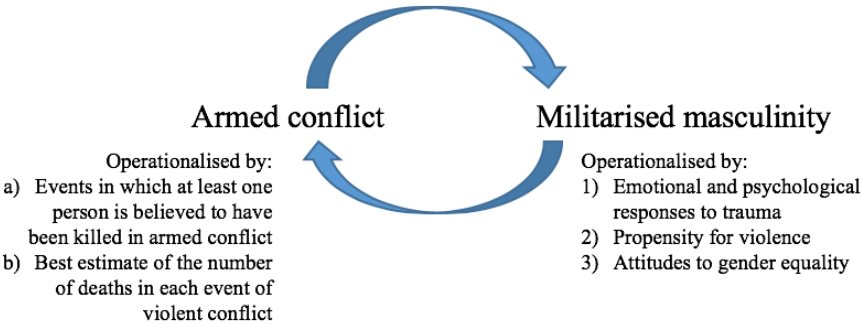 Armed conflict
Operationalised by:
a) Events in which at least one
person is believed to have
been killed in armed conflict
b) Best estimate of the number
of deaths in each event of
violent conflict
Militarised masculinity
Operationalised by:
1) Emotional and psychological
responses to trauma
2) Propensity for violence
3) Attitudes to gender equality